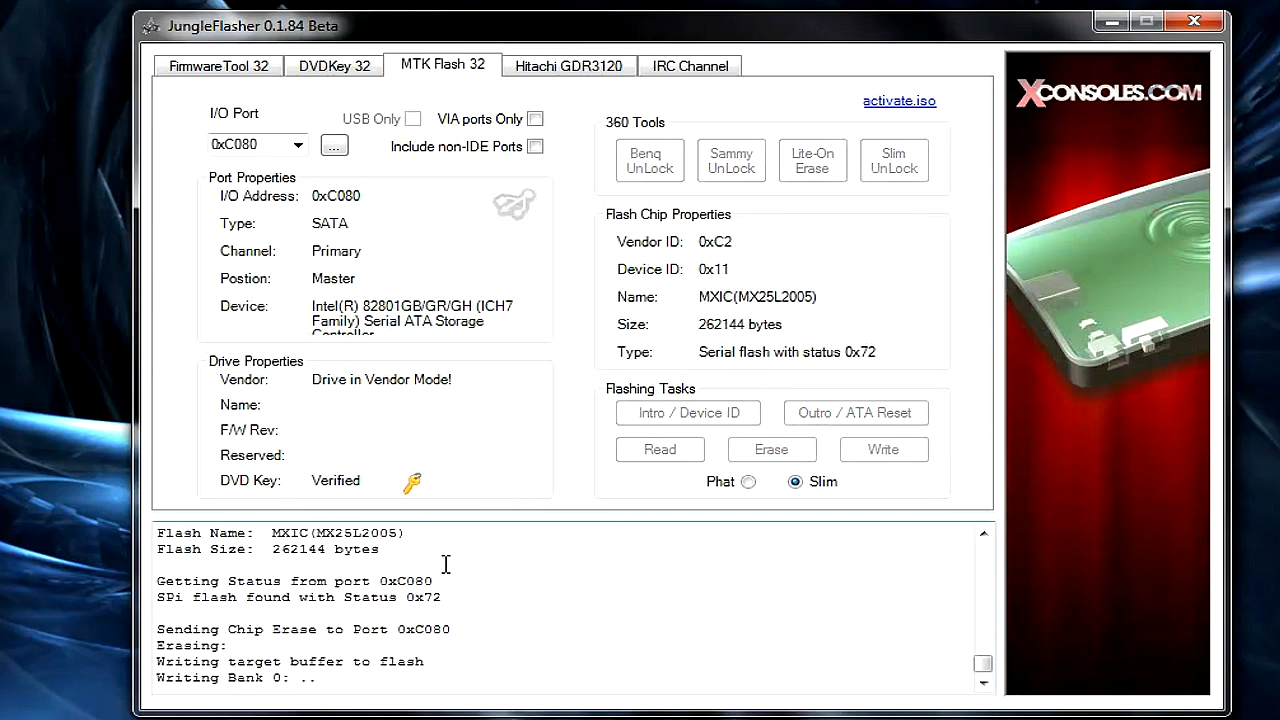 JungleFlasher 0.1.84 Beta
FirmwareTool 32
DVDKey 32
MTK Flash 32
Hitachi GDR3120
IRC Channel
I/O Port
USB Only
VIA ports Only
0xC080
...
Include non-IDE Ports
Port Properties
I/O Address: 0xC080
Type: SATA
Channel: Primary
Postion: Master
Device: Intel(R) 82801GB/GR/GH (ICH7
Family) Serial ATA Storage
Controller
Drive Properties
Vendor: Drive in Vendor Mode!
Name:
F/W Rev:
Reserved:
DVD Key: Verified
activate.iso
360 Tools
Benq
UnLock
Sammy
UnLock
Lite-On
Erase
Slim
UnLock
Flash Chip Properties
Vendor ID: 0xC2
Device ID: 0x11
Name: MXIC(MX25L2005)
Size: 262144 bytes
Type: Serial flash with status 0x72
Flashing Tasks
Intro / Device ID
Outro / ATA Reset
Read
Erase
Write
Phat
Slim
XCONSOLES.COM
Flash Name: MXIC(MX25L2005)
Flash Size: 262144 bytes
Getting Status from port 0xC080
SPi flash found with Status 0x72
Sending Chip Erase to Port 0xC080
Erasing:
Writing target buffer to flash
Writing Bank 0: ..